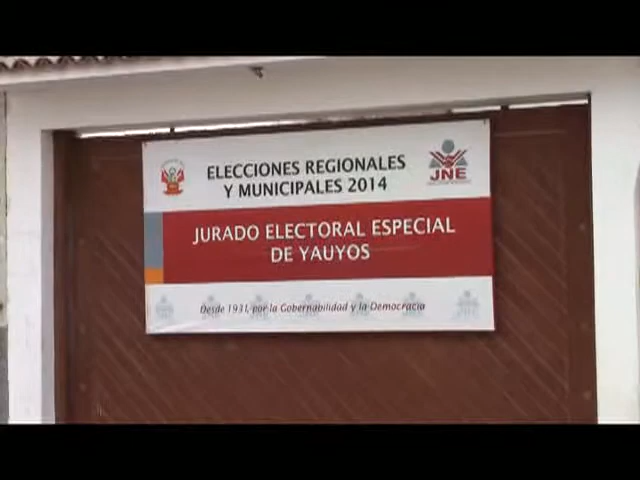 ELECCIONES REGIONALES
Y MUNICIPALES 2014
JNE
JURADO ELECTORAL ESPECIAL
DE YAUYOS
Desde 1931, por la Gobernabilidad y la Democracia